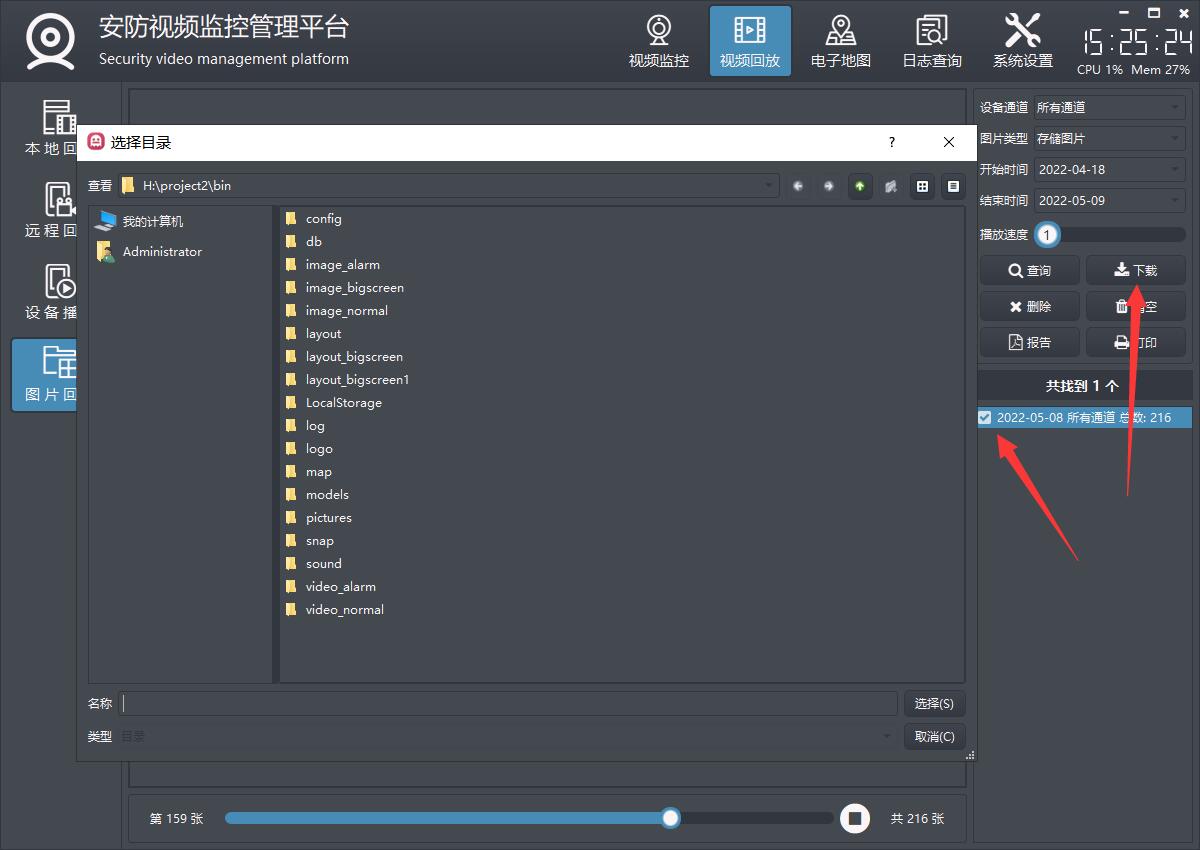 安防视频监控管理平台
Security video management platform
视频监控
视频回放
电子地图
日志查询
系统设置
15:25:24
CPU 1% Mem 27%
本地回
远程回
设备播
图片回
选择目录
?
查看
H:\project2\bin
我的计算机
Administrator
config
db
image_alarm
image_bigscreen
image_normal
layout
layout_bigscreen
layout_bigscreen1
LocalStorage
log
logo
map
models
pictures
snap
sound
video_alarm
video_normal
名称
选择(S)
类型
目录
取消(C)
设备通道
所有通道
图片类型
存储图片
开始时间
2022-04-18
结束时间
2022-05-09
播放速度
1
查询
下载
删除
空
报告
打印
共找到 1 个
2022-05-08 所有通道 总数: 216
第 159 张
共 216 张